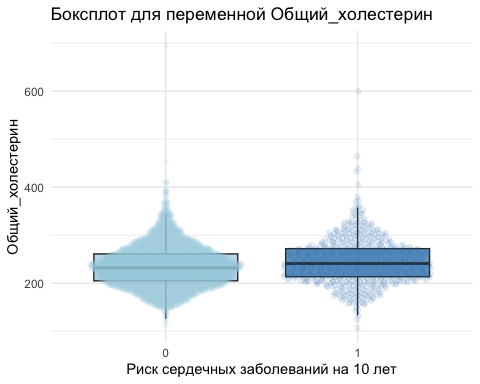 Боксплот для переменной Общий_холестерин
Общий_холестерин
600
400
200
0
1
Риск сердечных заболеваний на 10 лет